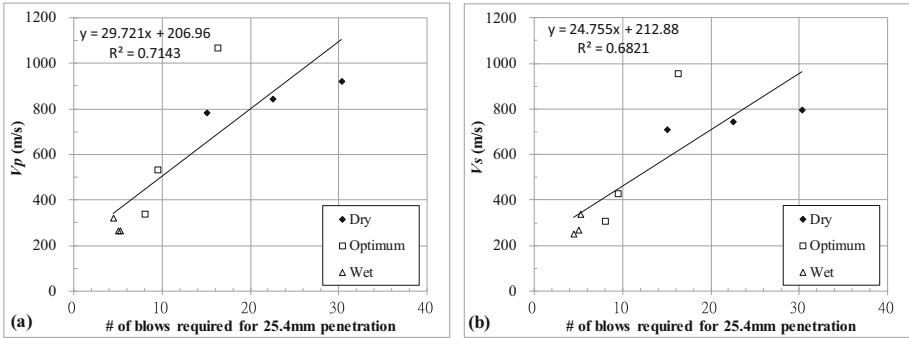 y = 29.721x + 206.96
R² = 0.7143
1200
1000
800
600
400
200
0
Vp (m/s)
Dry
Optimum
Wet
0 10 20 30 40
(a) # of blows required for 25.4mm penetration
y = 24.755x + 212.88
R² = 0.6821
1200
1000
800
600
400
200
0
Vs (m/s)
Dry
Optimum
Wet
0 10 20 30 40
(b) # of blows required for 25.4mm penetration